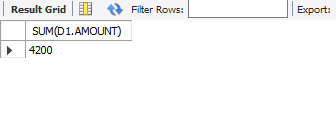 Result Grid Filter Rows: Export:
SUM(D1.AMOUNT)
4200